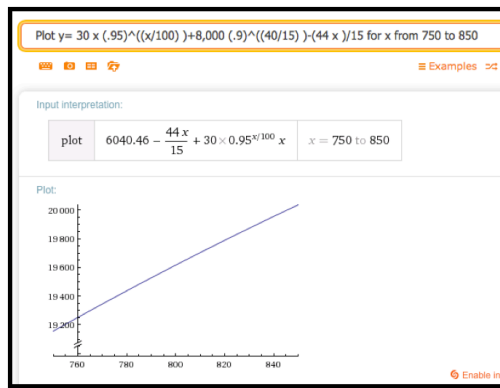 Plot y= 30 x (.95)^((x/100) )+8,000 (.9)^((40/15) )-(44 x )/15 for x from 750 to 850
Examples
Input interpretation:
plot 6040.46 − 44 x/15 + 30×0.95^(x/100) x x = 750 to 850
Plot:
20 000
19 800
19 600
19 400
19 200
760 780 800 820 840
Enable in